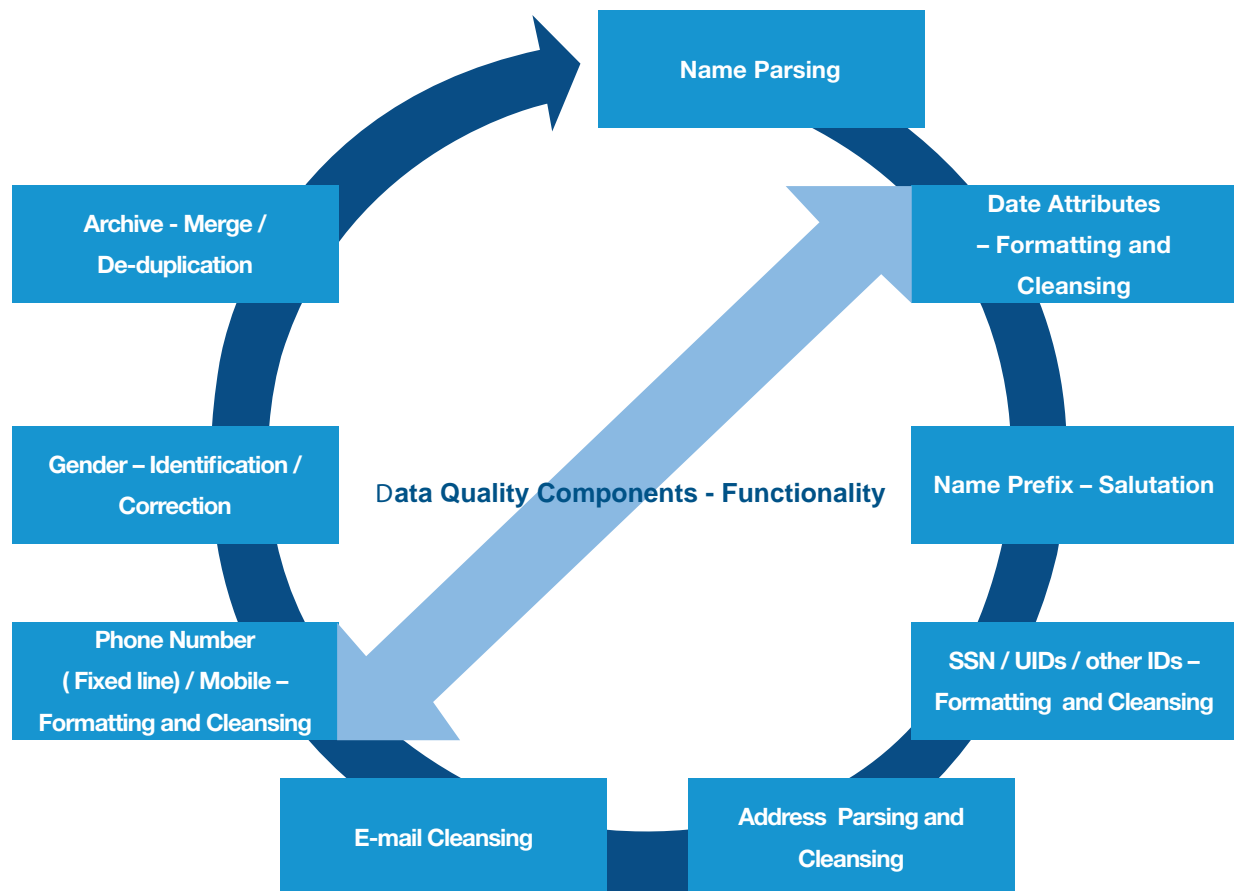 Name Parsing
Date Attributes
– Formatting and
Cleansing
Name Prefix – Salutation
SSN / UIDs / other IDs –
Formatting and Cleansing
Address Parsing and
Cleansing
E-mail Cleansing
Phone Number
( Fixed line) / Mobile –
Formatting and Cleansing
Gender – Identification /
Correction
Archive - Merge /
De-duplication
Data Quality Components - Functionality